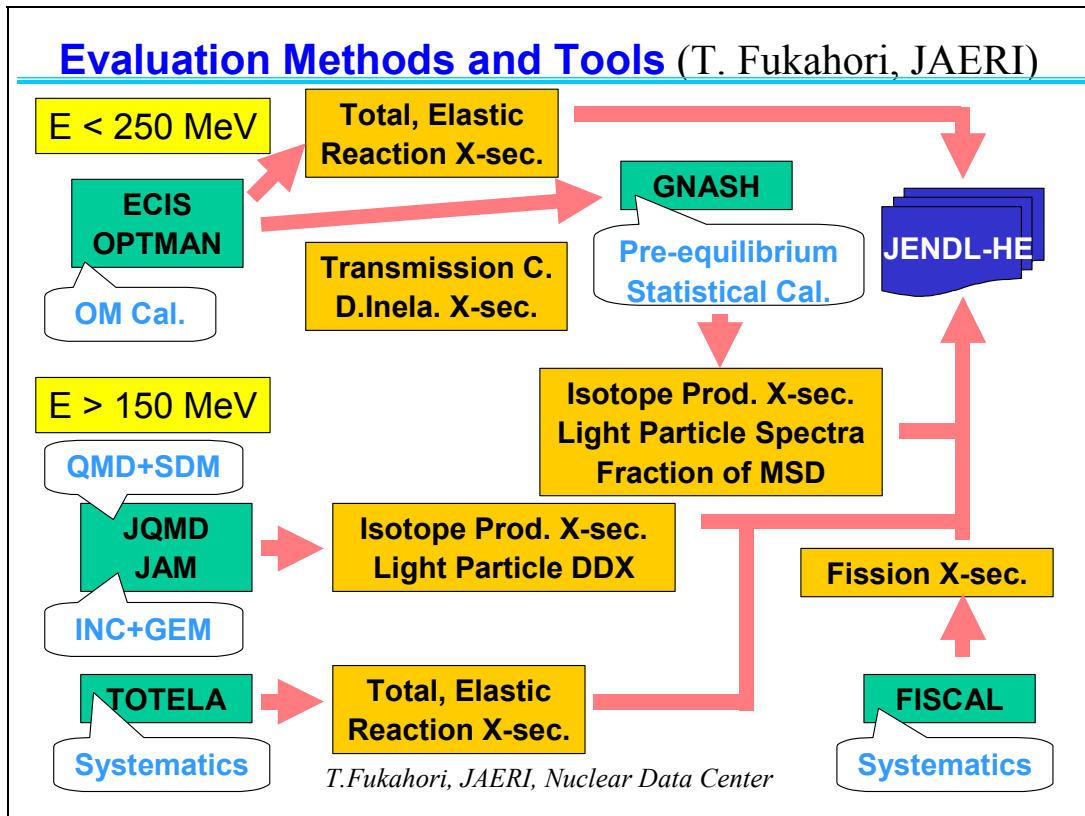 Evaluation Methods and Tools (T. Fukahori, JAERI)
E < 250 MeV
Total, Elastic
Reaction X-sec.
ECIS
OPTMAN
GNASH
JENDL-HE
OM Cal.
Transmission C.
D.Inela. X-sec.
Pre-equilibrium
Statistical Cal.
E > 150 MeV
Isotope Prod. X-sec.
Light Particle Spectra
Fraction of MSD
QMD+SDM
JQMD
JAM
Isotope Prod. X-sec.
Light Particle DDX
Fission X-sec.
INC+GEM
TOTELA
Total, Elastic
Reaction X-sec.
FISCAL
Systematics
Systematics
T.Fukahori, JAERI, Nuclear Data Center